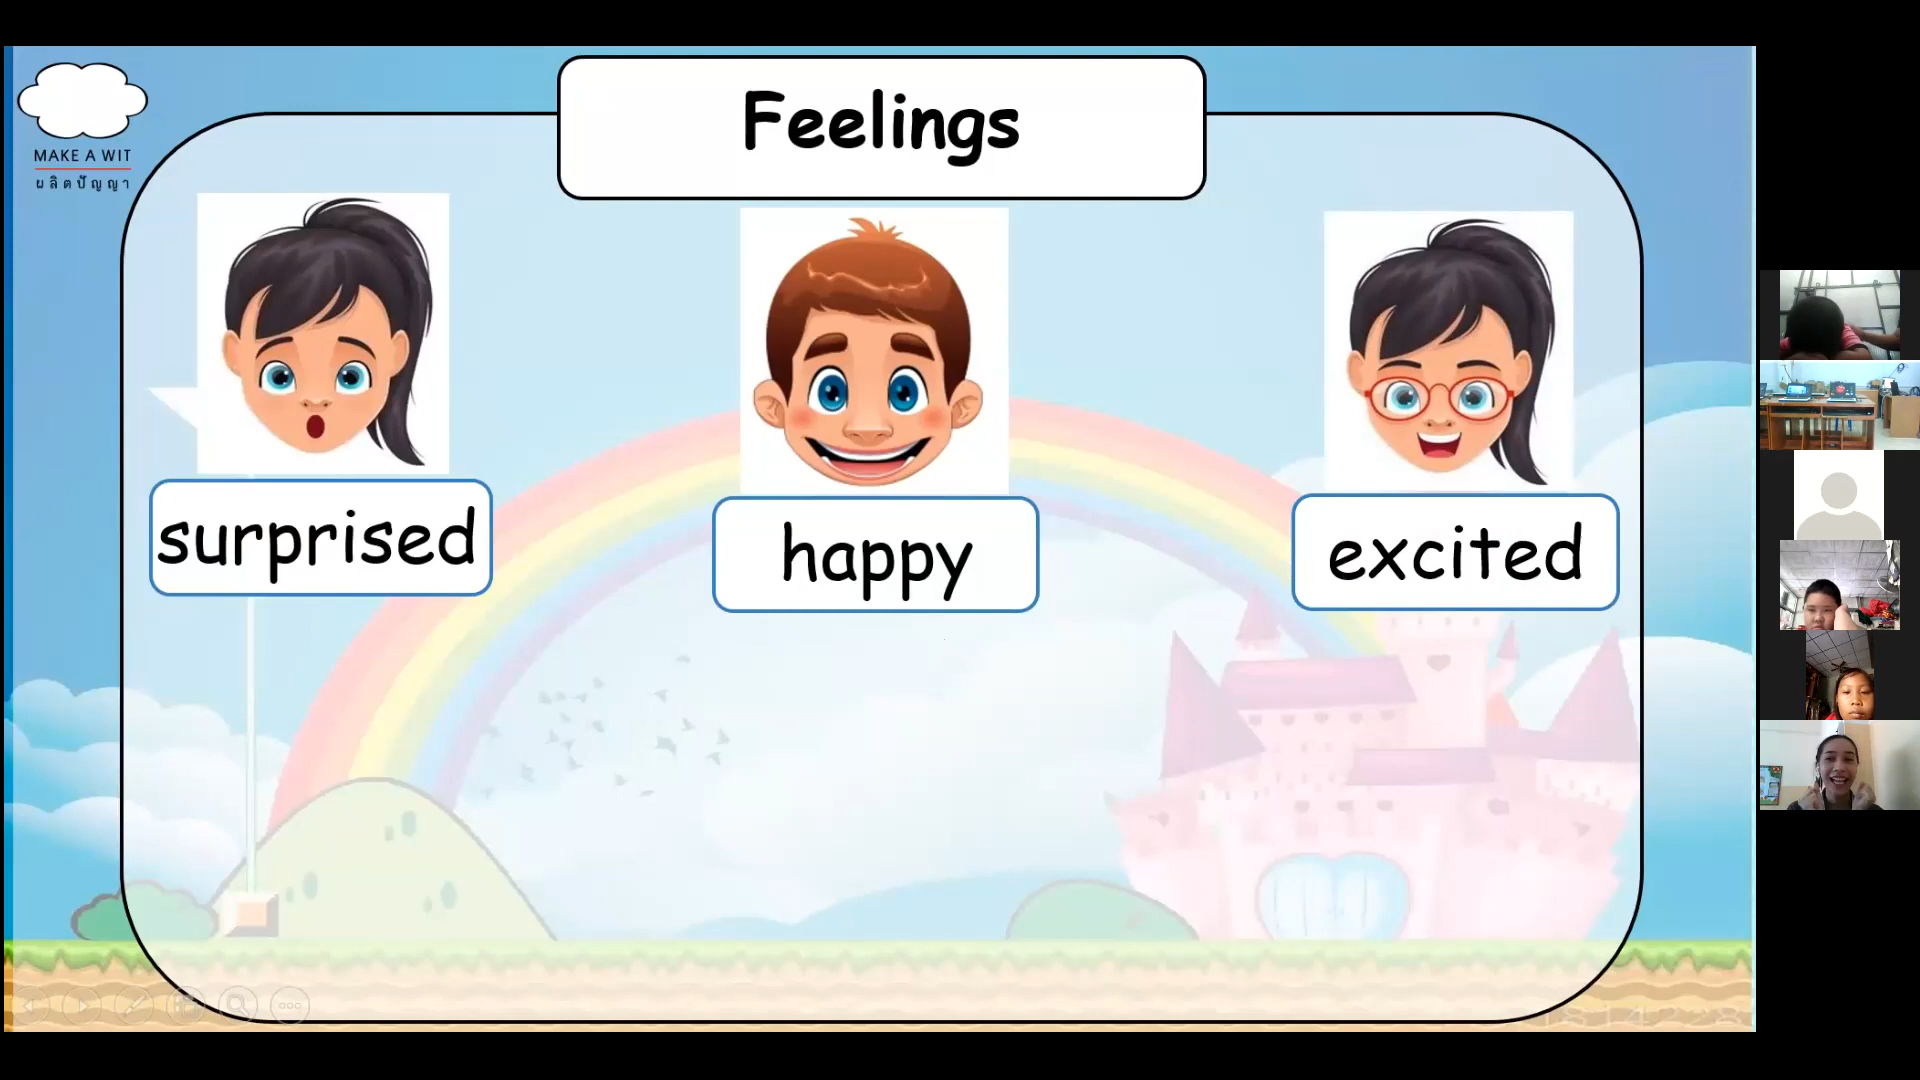 MAKE A WIT
ผลิตปัญญา
Feelings
surprised
happy
excited